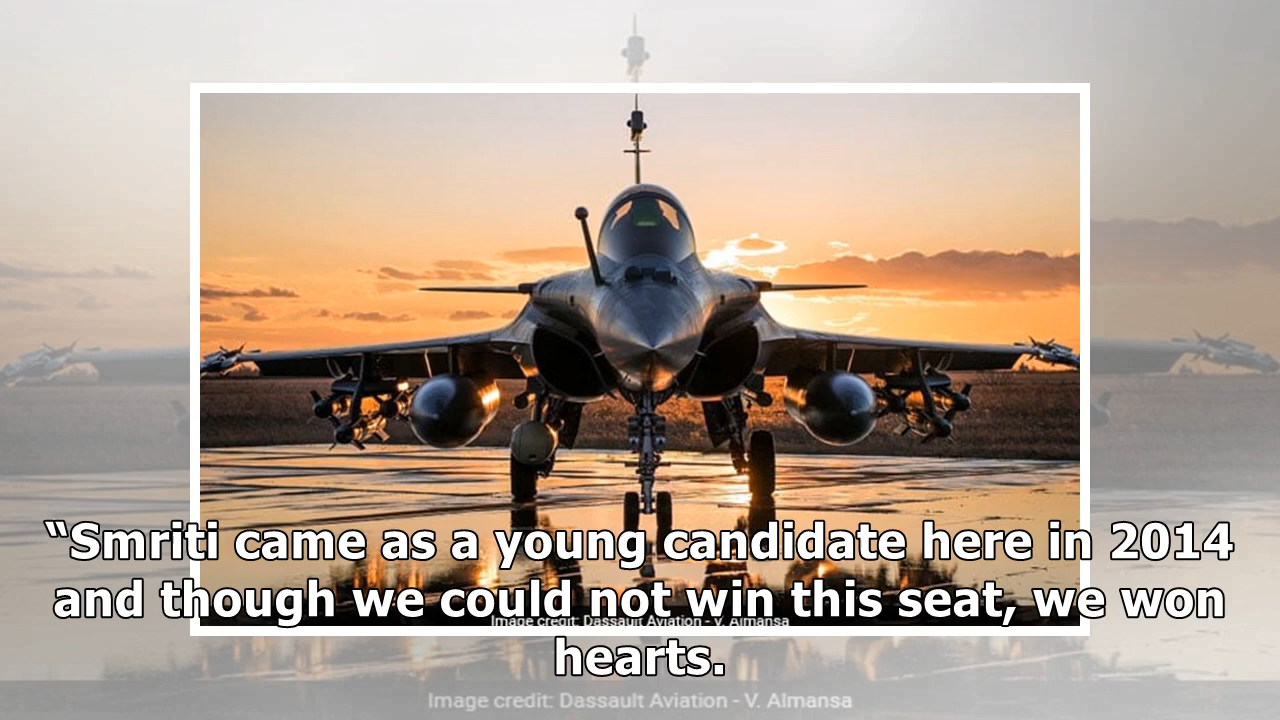 “Smriti came as a young candidate here in 2014
and though we could not win this seat, we won
Image credit: Dassault Aviation - V. Almansa
hearts.
Image credit: Dassault Aviation - V. Almansa